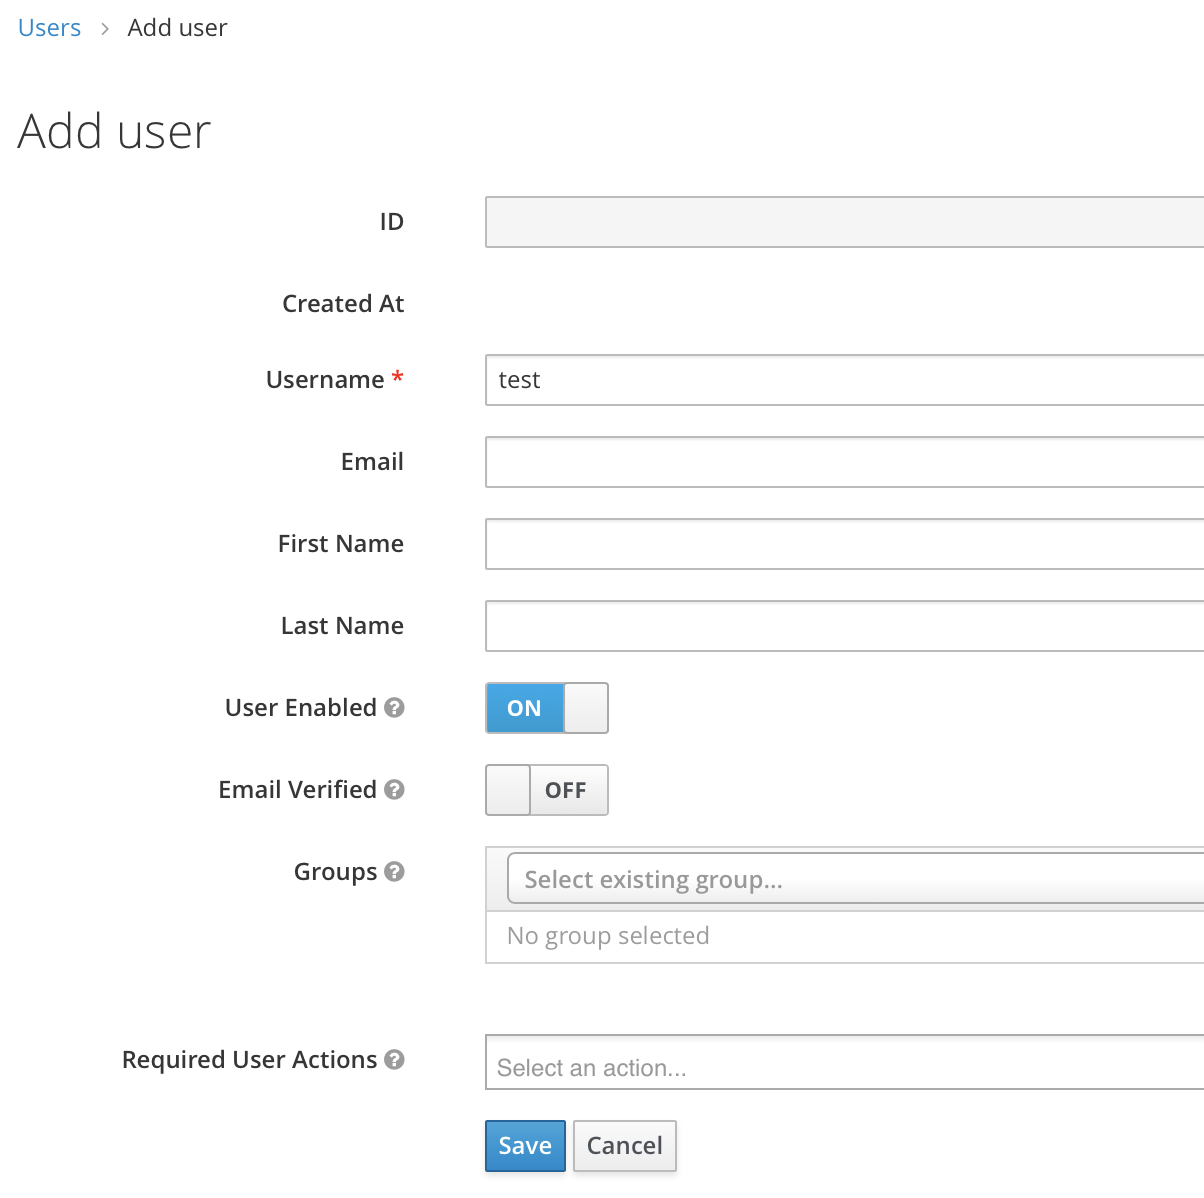 Users > Add user
Add user
ID
Created At
Username * test
Email
First Name
Last Name
User Enabled ? ON
Email Verified ? OFF
Groups ? Select existing group...
No group selected
Required User Actions ? Select an action...
Save Cancel